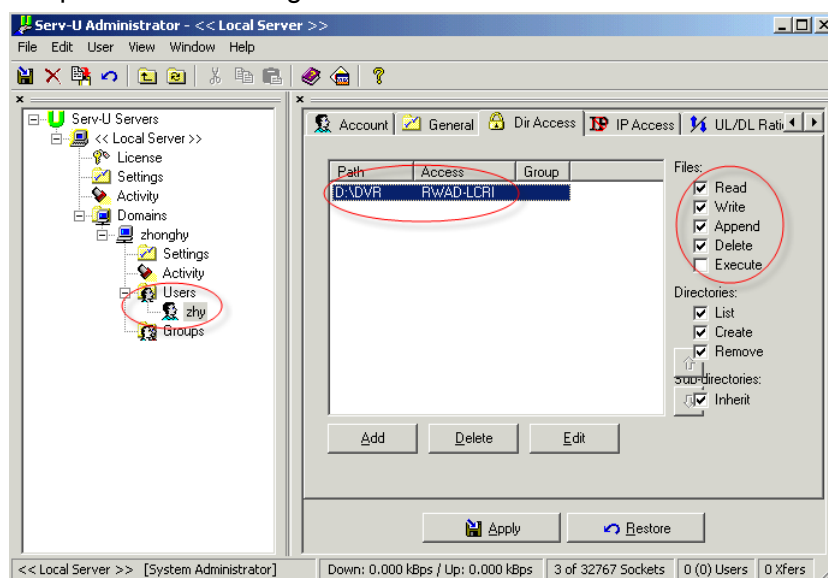 Serv-U Administrator - << Local Server >>
File Edit User View Window Help
Serv-U Servers
<< Local Server >>
License
Settings
Activity
Domains
zhonghy
Settings
Activity
Users
zhy
Groups
Account General Dir Access IP Access UL/DL Rati
Path Access Group
D:\DVR RWAD-LCRI
Files:
Read
Write
Append
Delete
Execute
Directories:
List
Create
Remove
Sub-directories:
Inherit
Add Delete Edit
Apply Restore
<< Local Server >> [System Administrator] Down: 0.000 kBps / Up: 0.000 kBps 3 of 32767 Sockets 0 (0) Users 0 Xfers